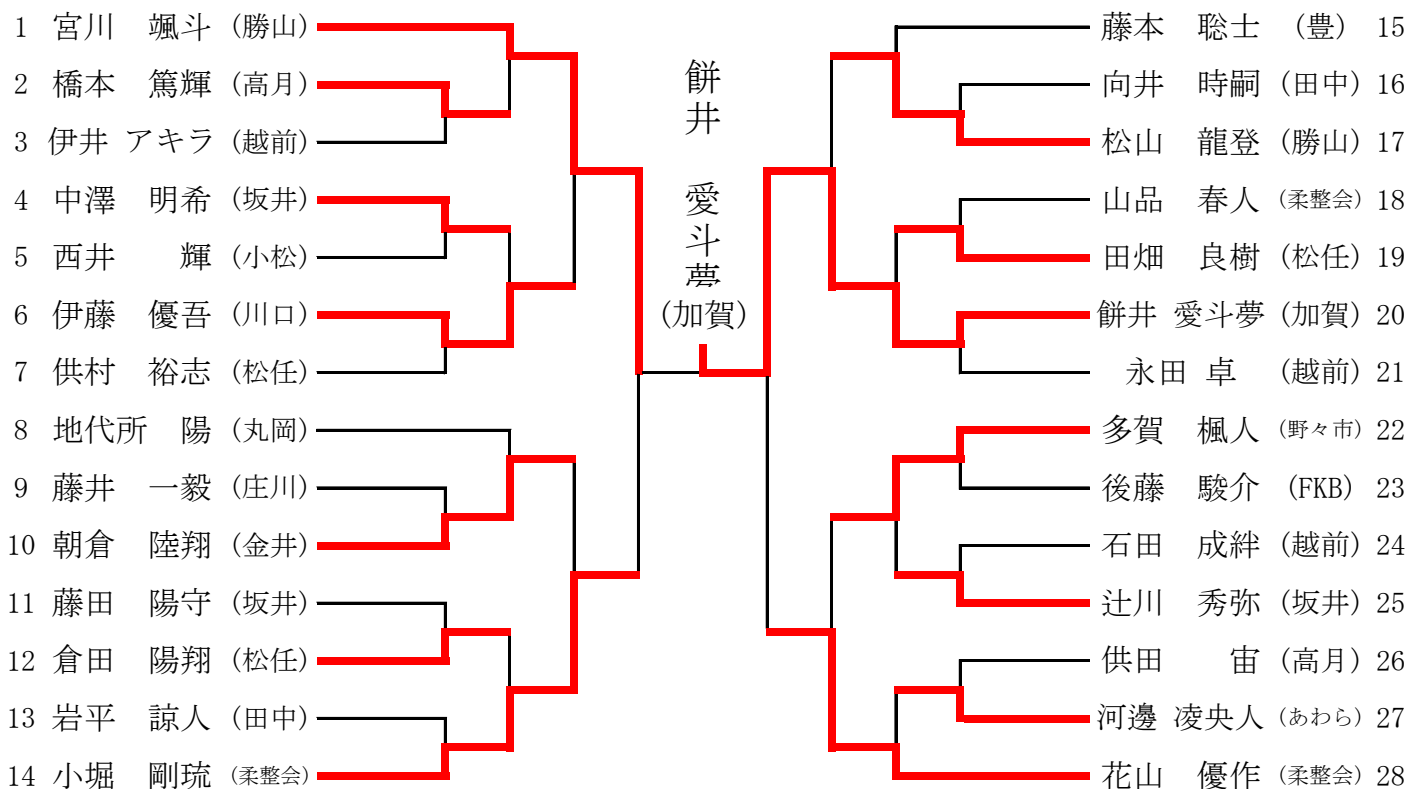 1 宮川 颯斗 (勝山)
2 橋本 篤輝 (高月)
3 伊井 アキラ (越前)
4 中澤 明希 (坂井)
5 西井 輝 (小松)
6 伊藤 優吾 (川口)
7 供村 裕志 (松任)
8 地代所 陽 (丸岡)
9 藤井 一毅 (庄川)
10 朝倉 陸翔 (金井)
11 藤田 陽守 (坂井)
12 倉田 陽翔 (松任)
13 岩平 諒人 (田中)
14 小堀 剛琉 (柔整会)
餅井 愛斗夢
(加賀)
藤本 聡士 (豊) 15
向井 時嗣 (田中) 16
松山 龍登 (勝山) 17
山品 春人 (柔整会) 18
田畑 良樹 (松任) 19
餅井 愛斗夢 (加賀) 20
永田 卓 (越前) 21
多賀 楓人 (野々市) 22
後藤 駿介 (FKB) 23
石田 成絆 (越前) 24
辻川 秀弥 (坂井) 25
供田 宙 (高月) 26
河邊 凌央人 (あわら) 27
花山 優作 (柔整会) 28